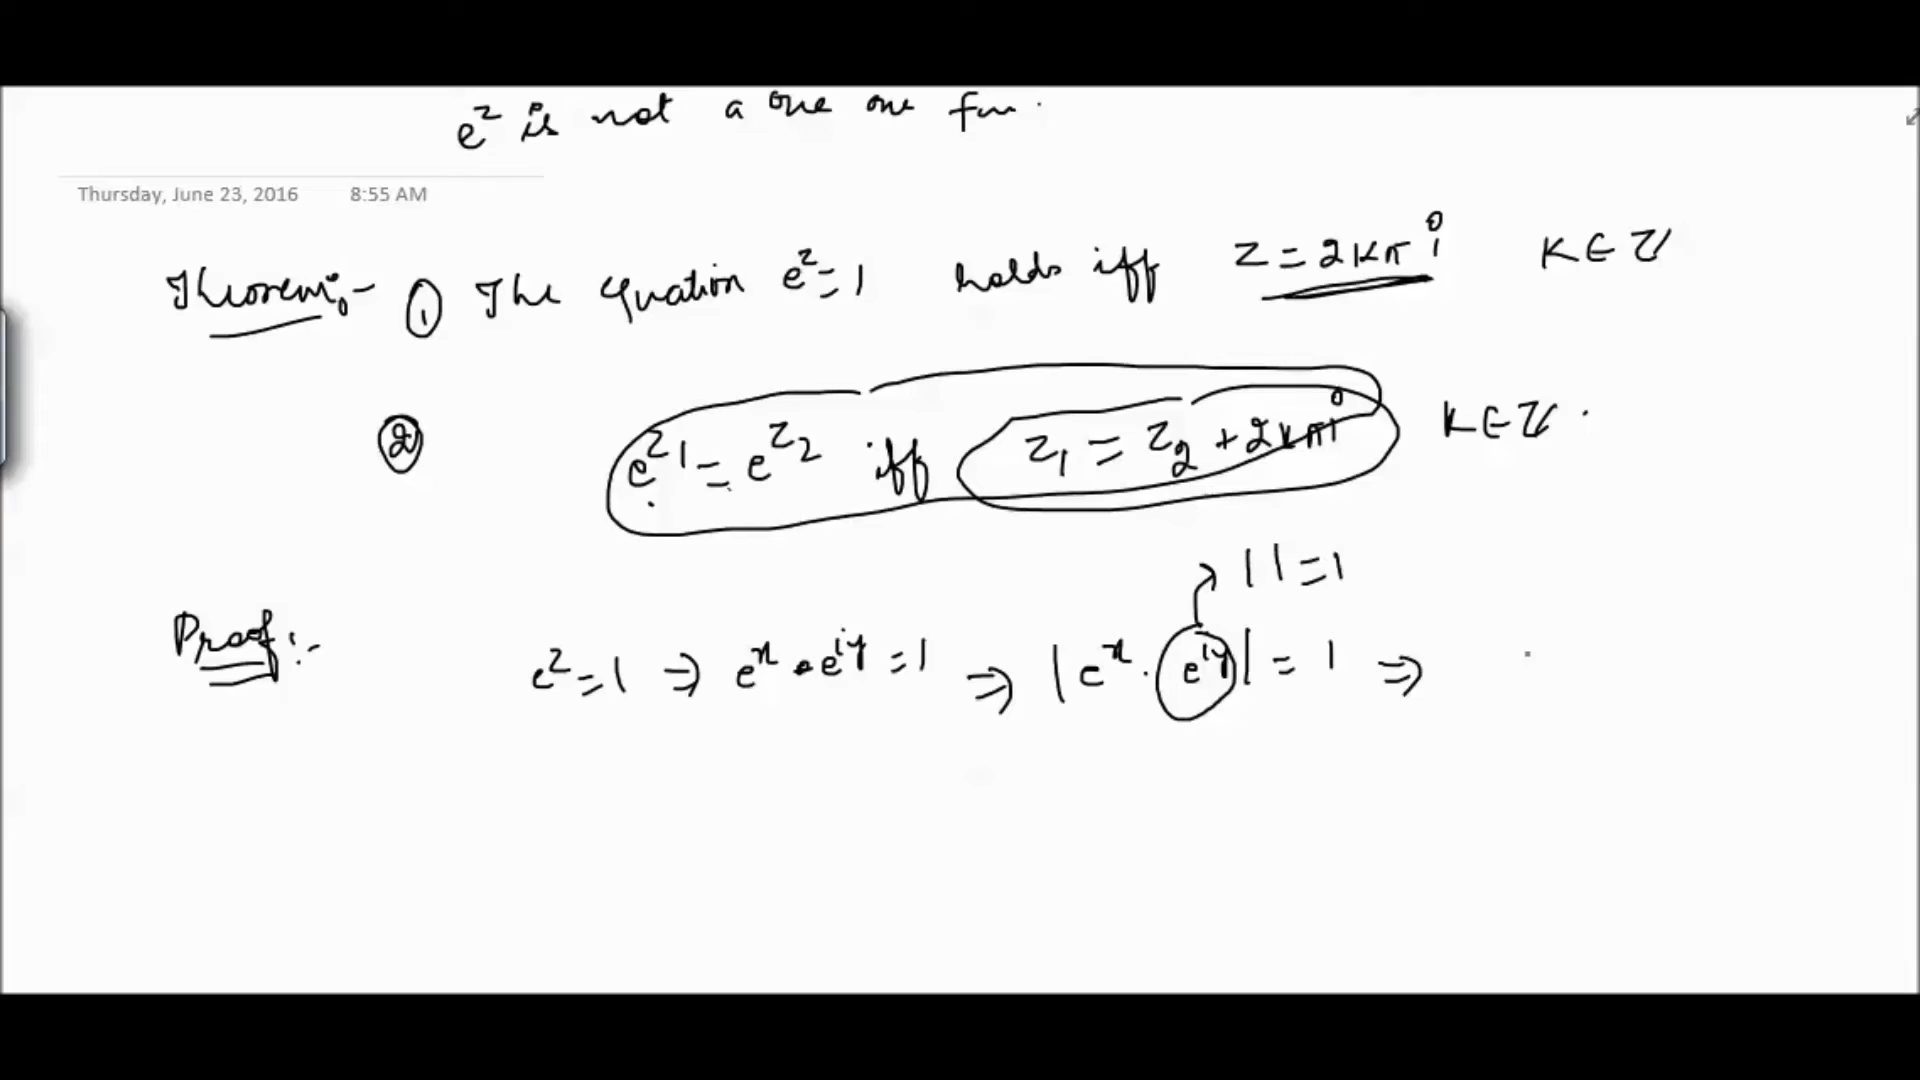 e^z is not a one one fn.
Thursday, June 23, 2016 8:55 AM
Theorem:- ① The equation e^z = 1 holds iff z = 2kπi k ∈ ℤ
② e^z1 = e^z2 iff z1 = z2 + 2kπi k ∈ ℤ.
| | = 1
Proof:- e^z = 1 ⇒ e^x · e^iy = 1 ⇒ | e^x · e^iy | = 1 ⇒